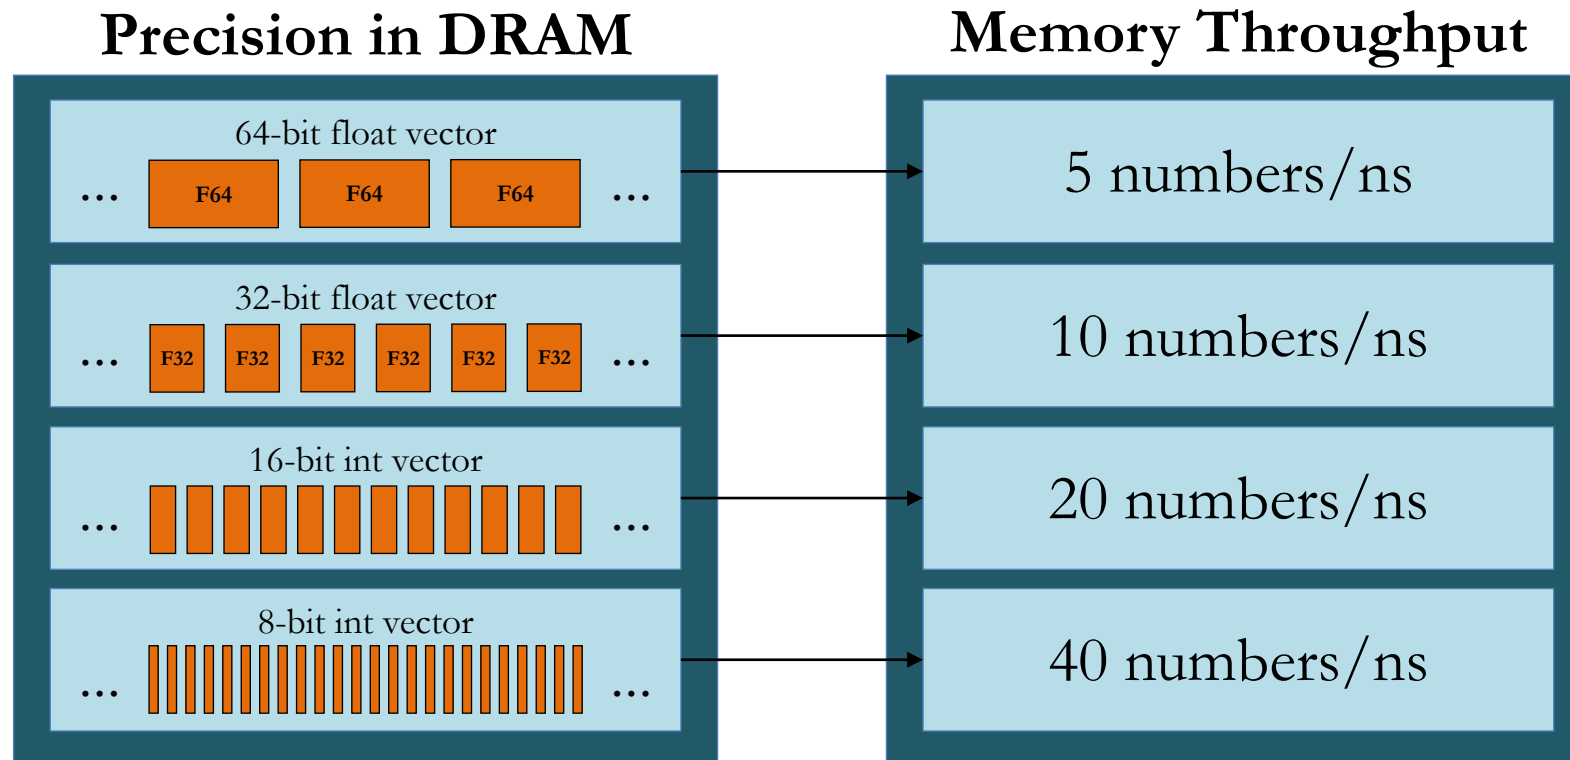 Precision in DRAM
Memory Throughput
64-bit float vector
... F64 F64 F64 ...
5 numbers/ns
32-bit float vector
... F32 F32 F32 F32 F32 F32 ...
10 numbers/ns
16-bit int vector
... ...
20 numbers/ns
8-bit int vector
... ...
40 numbers/ns